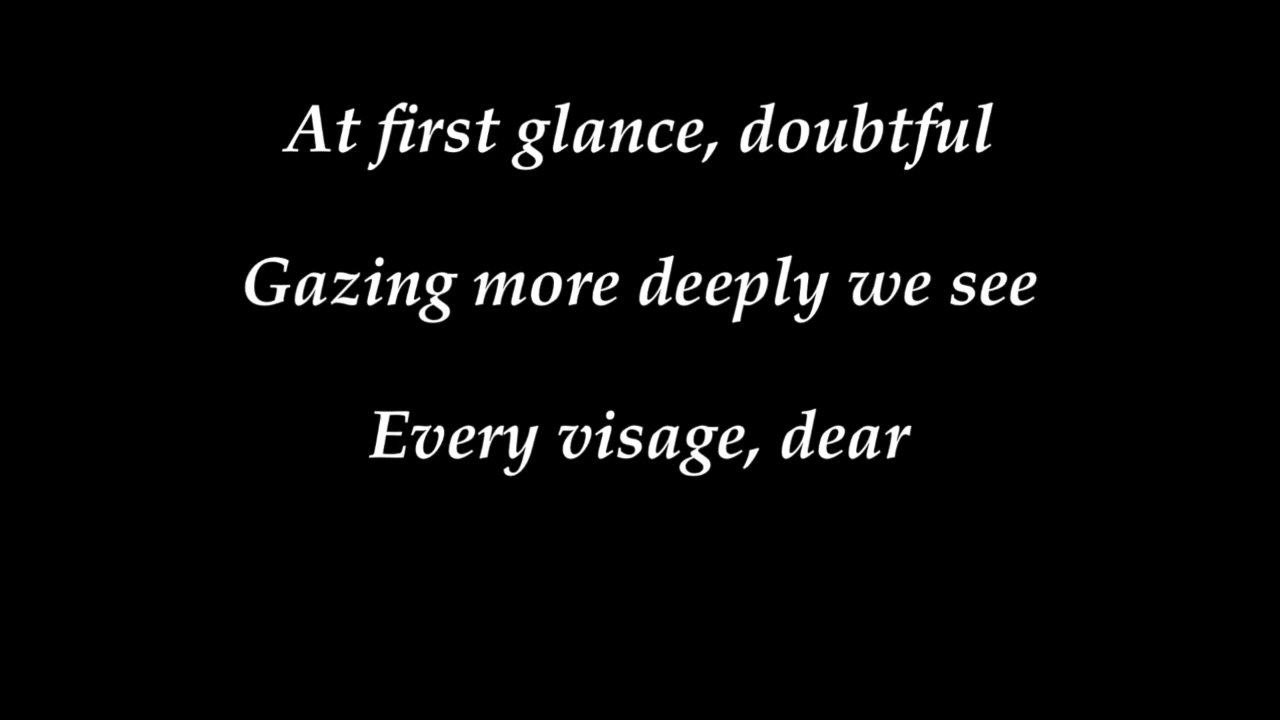 At first glance, doubtful
Gazing more deeply we see
Every visage, dear